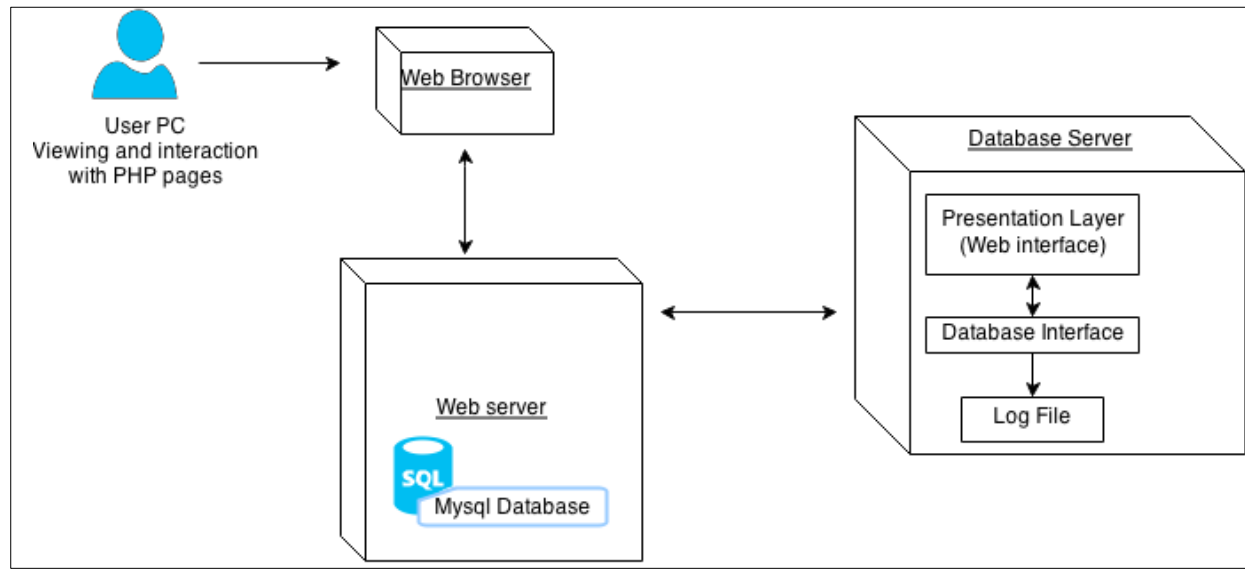 Web Browser
User PC
Viewing and interaction
with PHP pages
Database Server
Presentation Layer
(Web interface)
Database Interface
Log File
Web server
SQL
Mysql Database